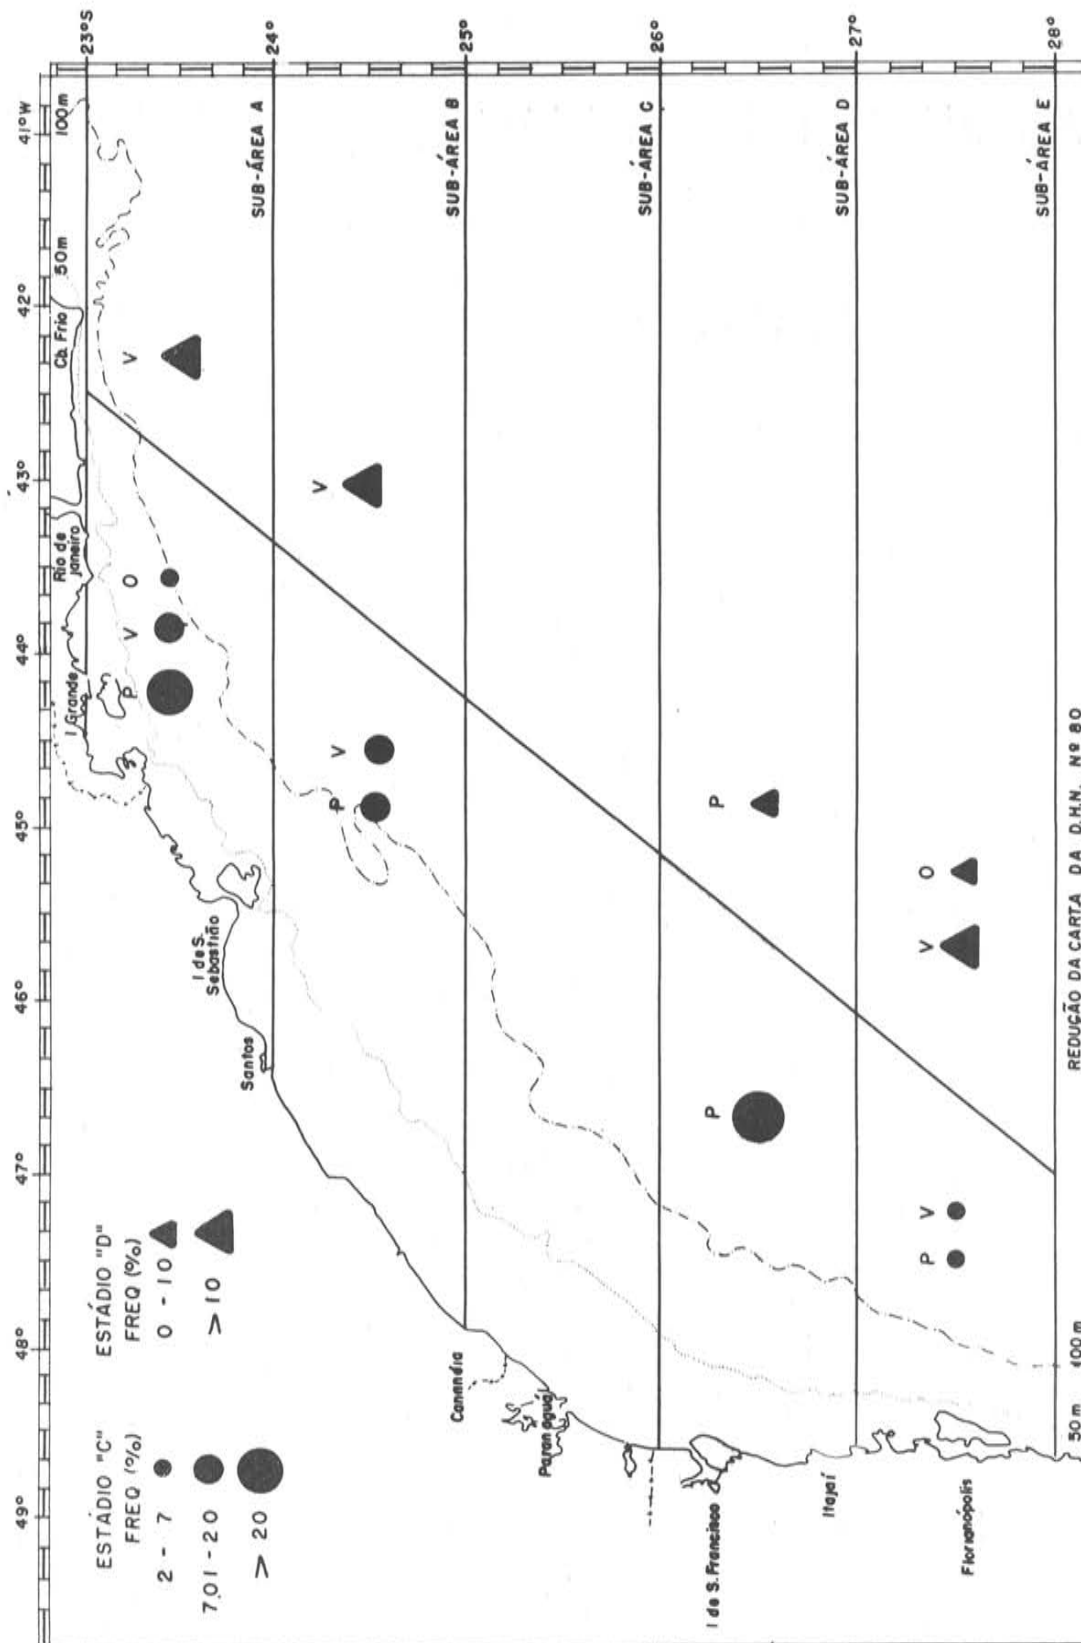 ESTÁDIO "C"
FREQ (%)
2 - 7
7,01 - 20
> 20
ESTÁDIO "D"
FREQ (%)
0 - 10
> 10
49°
48°
47°
46°
45°
44°
43°
42°
41°W
23°S
24°
25°
26°
27°
28°
I Grande
Rio de
Janeiro
Cb. Frio
50m
100m
P
V
O
V
I de S.
Sebastião
Santos
SUB-ÁREA A
P
V
V
SUB-ÁREA B
Cananéia
Paranaguá
SUB-ÁREA C
I de S. Francisco
P
P
Itajaí
SUB-ÁREA D
Florianópolis
P
V
V
O
SUB-ÁREA E
50m
100m
REDUÇÃO DA CARTA DA D.H.N. Nº 80